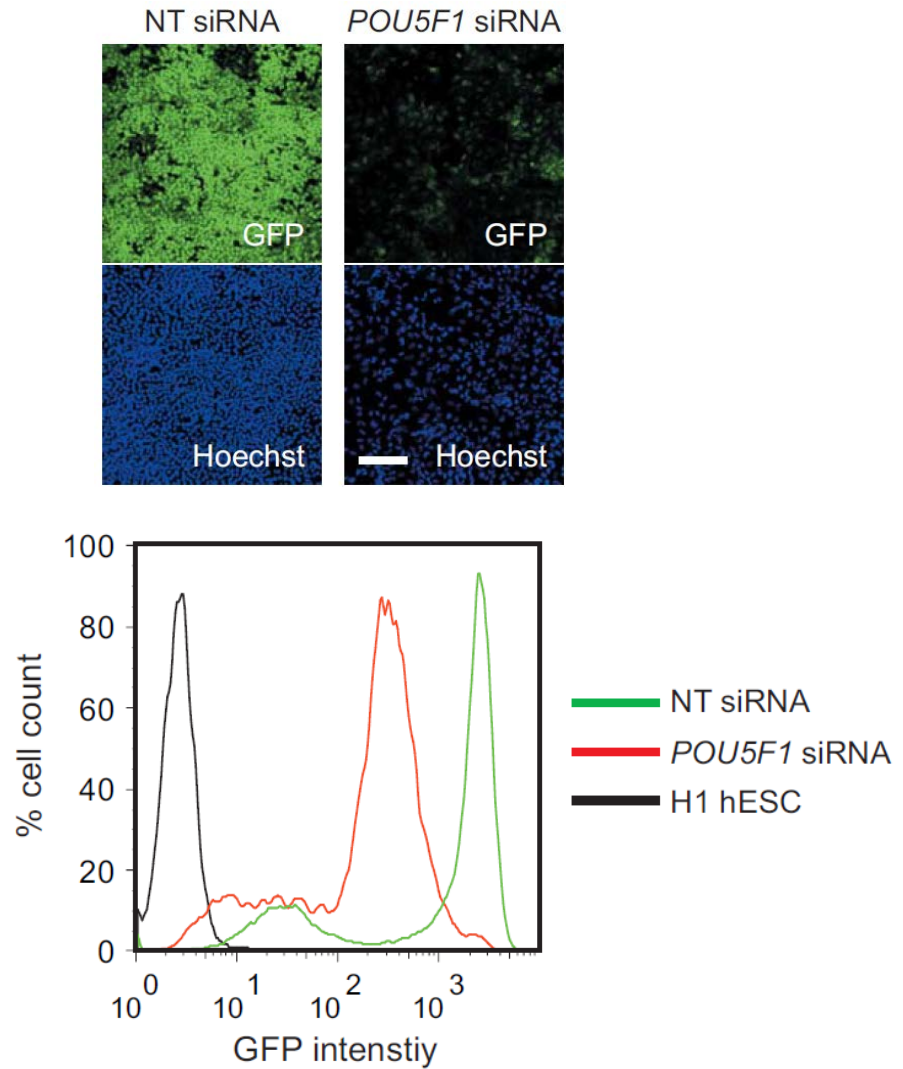 NT siRNA POU5F1 siRNA
GFP GFP
Hoechst Hoechst
100
80
60
40
20
0
% cell count
10 0 10 1 10 2 10 3
GFP intenstiy
NT siRNA
POU5F1 siRNA
H1 hESC